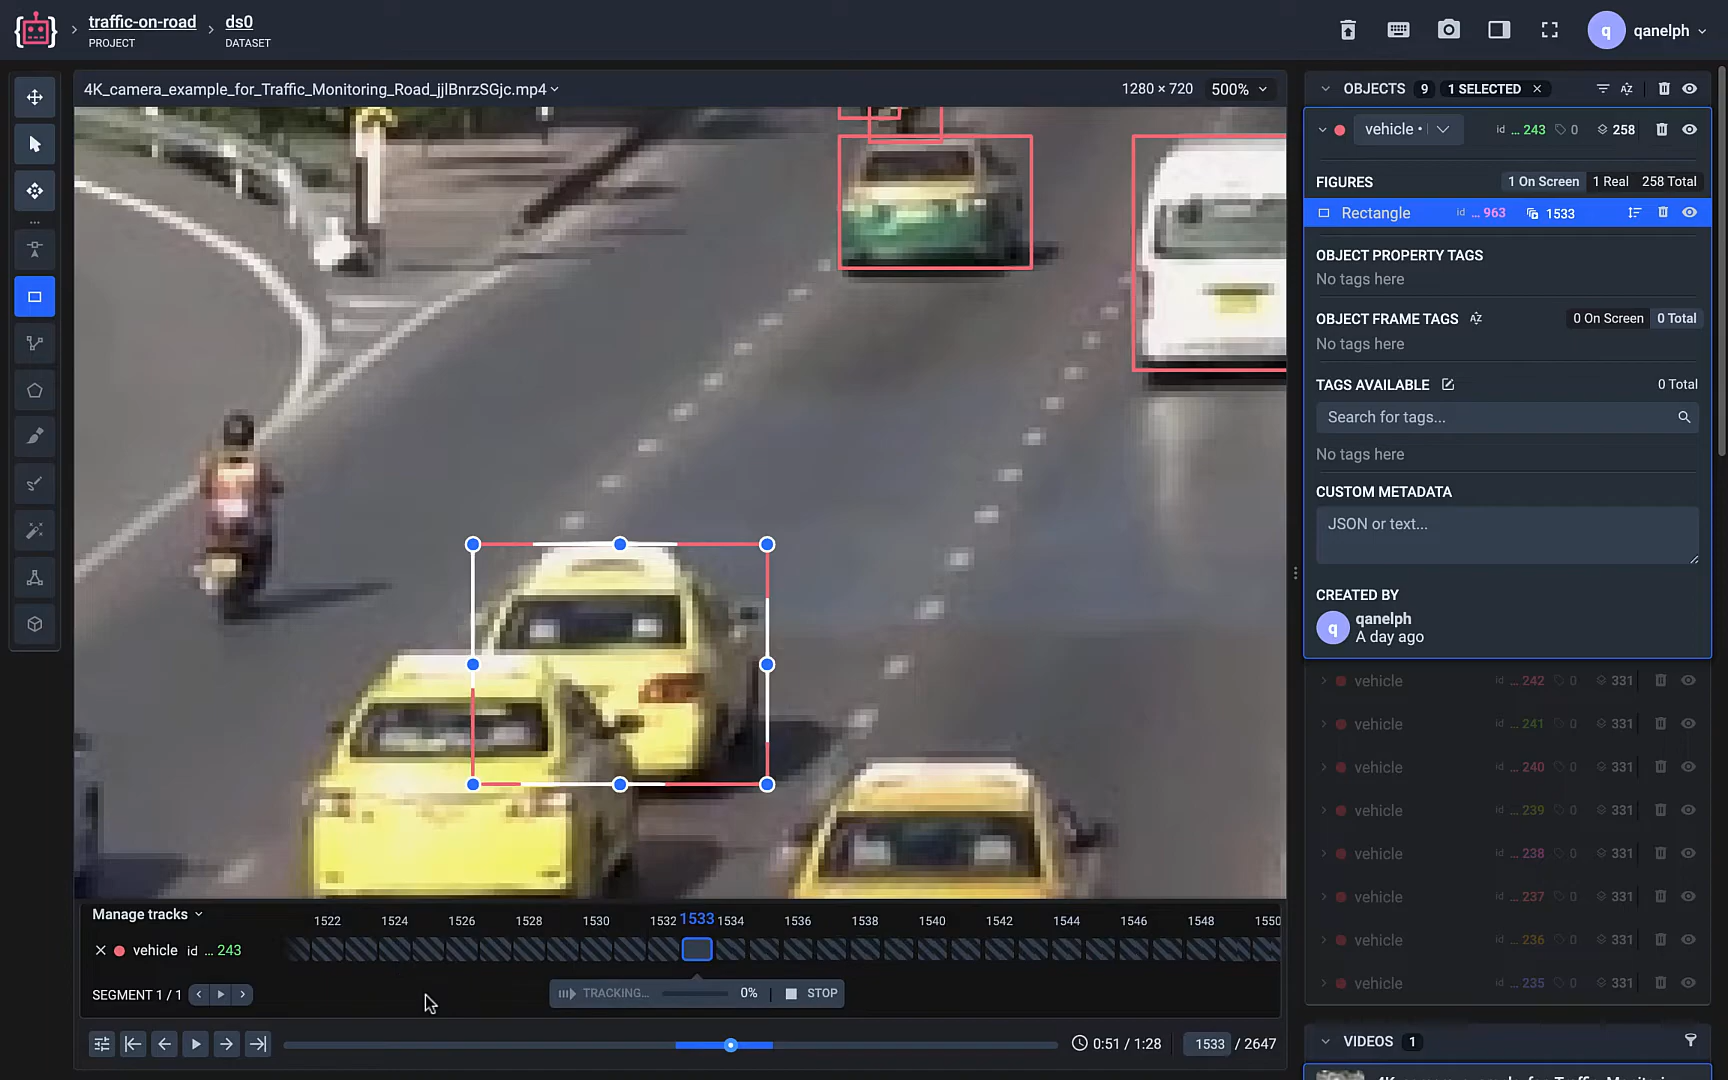 traffic-on-road
PROJECT
ds0
DATASET
q
qanelph
4K_camera_example_for_Traffic_Monitoring_Road_jjlBnrzSGjc.mp4
1280 × 720
500%
OBJECTS 9 1 SELECTED ×
vehicle •
id ... 243 0 258
FIGURES 1 On Screen 1 Real 258 Total
Rectangle id ... 963 1533
OBJECT PROPERTY TAGS
No tags here
OBJECT FRAME TAGS AZ 0 On Screen 0 Total
No tags here
TAGS AVAILABLE 0 Total
Search for tags...
No tags here
CUSTOM METADATA
JSON or text...
CREATED BY
q
qanelph
A day ago
vehicle id ... 242 0 331
vehicle id ... 241 0 331
vehicle id ... 240 0 331
vehicle id ... 239 0 331
vehicle id ... 238 0 331
vehicle id ... 237 0 331
vehicle id ... 236 0 331
vehicle id ... 235 0 331
VIDEOS 1
Manage tracks
1522 1524 1526 1528 1530 1532 1533 1534 1536 1538 1540 1542 1544 1546 1548 1550
vehicle id ... 243
SEGMENT 1 / 1
TRACKING... 0% STOP
0:51 / 1:28
1533 / 2647